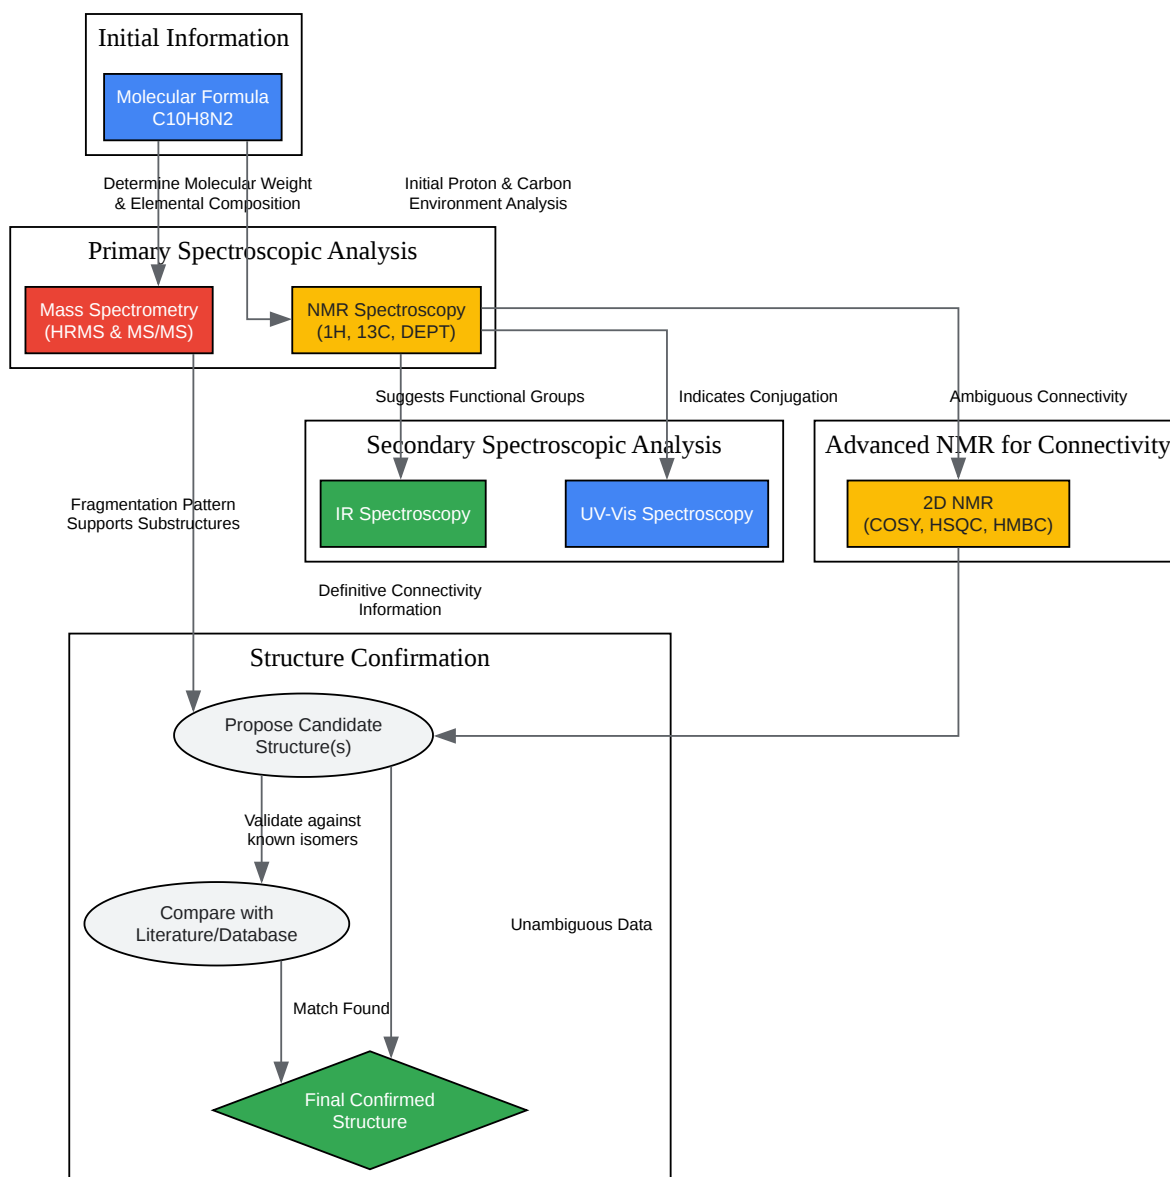 Initial Information
Molecular Formula
C10H8N2
Determine Molecular Weight
& Elemental Composition
Initial Proton & Carbon
Environment Analysis
Primary Spectroscopic Analysis
Mass Spectrometry
(HRMS & MS/MS)
NMR Spectroscopy
(1H, 13C, DEPT)
Suggests Functional Groups
Indicates Conjugation
Ambiguous Connectivity
Secondary Spectroscopic Analysis
Advanced NMR for Connectivity
IR Spectroscopy
UV-Vis Spectroscopy
2D NMR
(COSY, HSQC, HMBC)
Fragmentation Pattern
Supports Substructures
Definitive Connectivity
Information
Structure Confirmation
Propose Candidate
Structure(s)
Validate against
known isomers
Compare with
Literature/Database
Unambiguous Data
Match Found
Final Confirmed
Structure